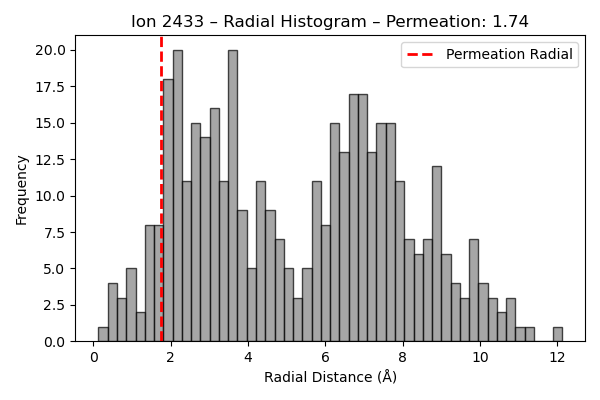 Ion 2433 – Radial Histogram – Permeation: 1.74
Permeation Radial
Frequency
20.0
17.5
15.0
12.5
10.0
7.5
5.0
2.5
0.0
0 2 4 6 8 10 12
Radial Distance (Å)